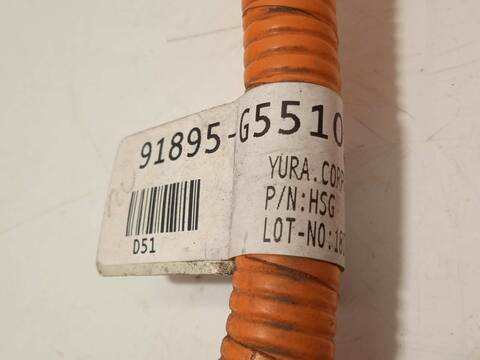 91895-G5510
YURA.CORP
P/N:HSG
LOT-NO:
D51